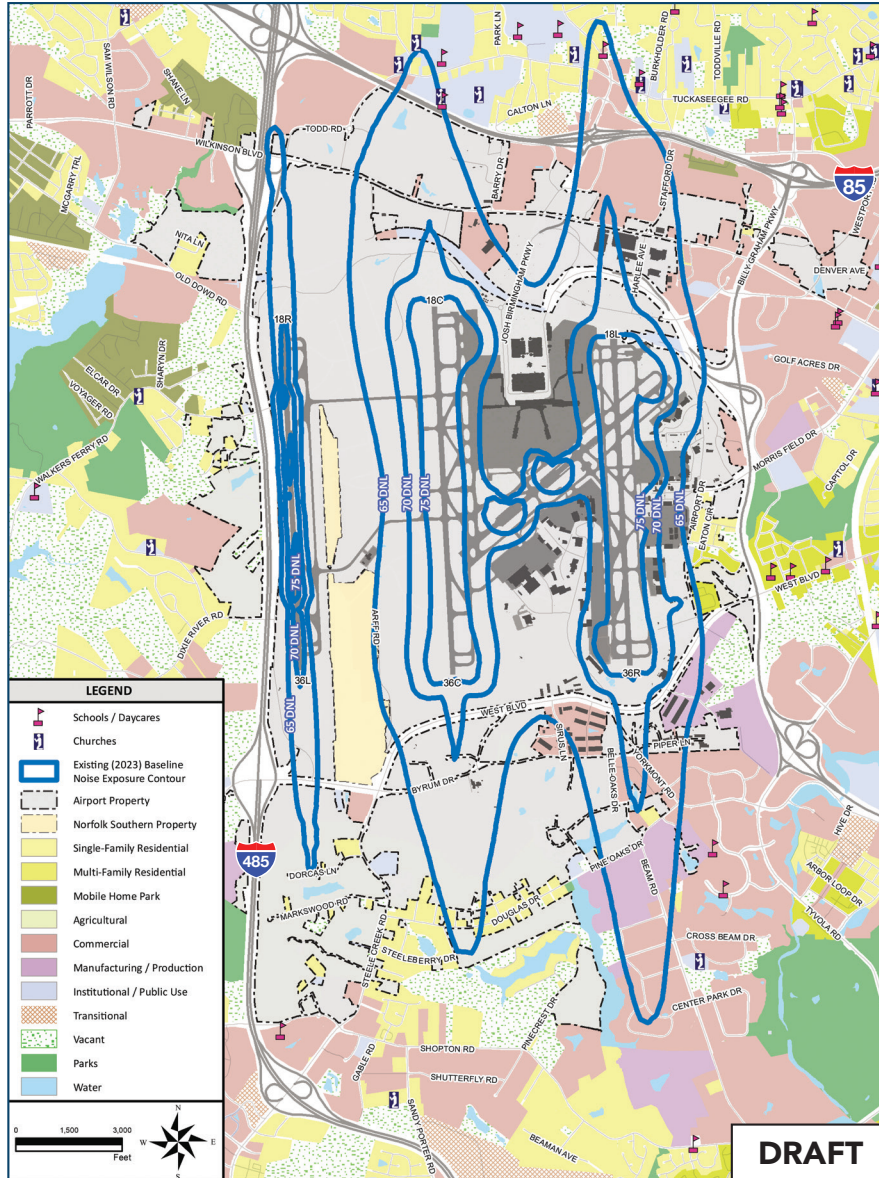 PARROTT DR
SAM WILSON RD
SHANE LN
PARK LN
BURKHOLDER RD
TODDVILLE RD
TUCKASEEGEE RD
CALTON LN
TODD RD
WILKINSON BLVD
MCGARRY TRL
BARRY DR
STAFFORD DR
85
WESTPORT RD
NITA LN
OLD DOWD RD
HARLEE AVE
BILLY GRAHAM PKWY
DENVER AVE
JOSH BIRMINGHAM PKWY
18R
18C
18L
GOLF ACRES DR
SHARYN DR
ELCAR DR
VOYAGER RD
WALKERS FERRY RD
MORRIS FIELD DR
CAPITOL DR
65 DNL
70 DNL
75 DNL
75 DNL
70 DNL
65 DNL
AIRPORT DR
EATON CIR
WEST BLVD
75 DNL
70 DNL
65 DNL
ARFF RD
DIXIE RIVER RD
36L
36C
36R
WEST BLVD
SIRUS LN
BELLE-OAKS DR
YORKMONT RD
PIPER LN
BYRUM DR
485
DORCAS LN
MARKSWOOD RD
STEELE CREEK RD
STEELEBERRY DR
DOUGLAS DR
PINE OAKS DR
BEAM RD
HIVE DR
ARBOR LOOP DR
TYVOLA RD
CROSS BEAM DR
CENTER PARK DR
PINECREST DR
GABLE RD
SHOPTON RD
SHUTTERFLY RD
SANDY PORTER RD
BEAMAN AVE
LEGEND
Schools / Daycares
Churches
Existing (2023) Baseline
Noise Exposure Contour
Airport Property
Norfolk Southern Property
Single-Family Residential
Multi-Family Residential
Mobile Home Park
Agricultural
Commercial
Manufacturing / Production
Institutional / Public Use
Transitional
Vacant
Parks
Water
0 1,500 3,000
Feet
N
W E
S
DRAFT